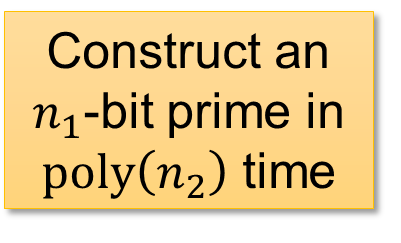 Construct an
𝑛₁-bit prime in
poly(𝑛₂) time